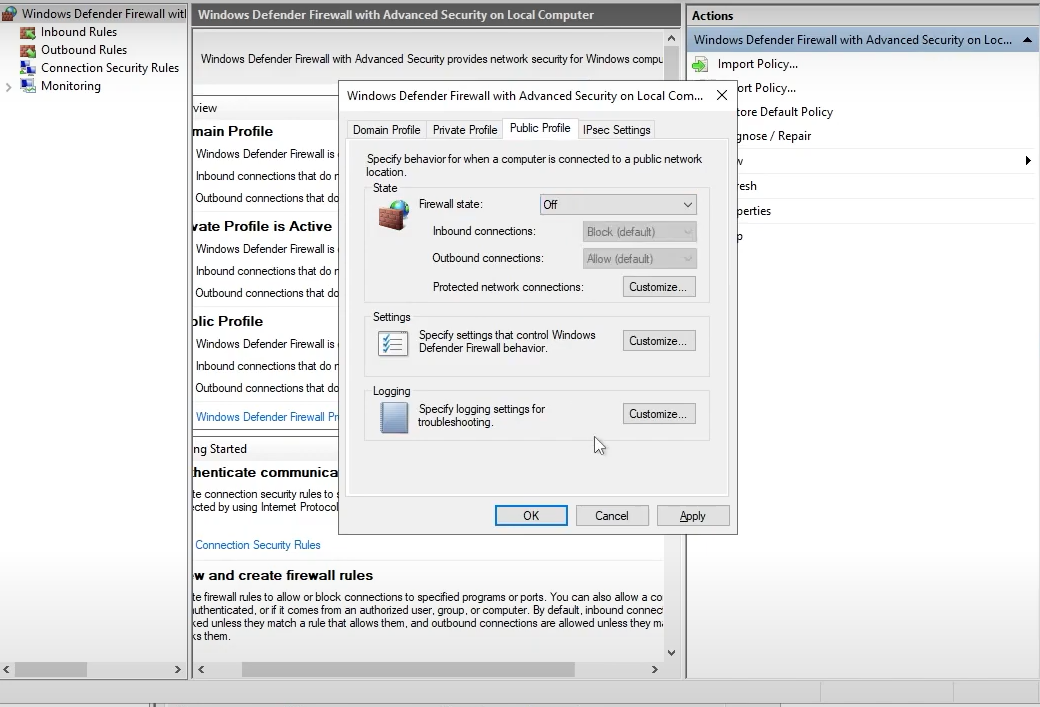 Windows Defender Firewall with
Inbound Rules
Outbound Rules
Connection Security Rules
Monitoring
Windows Defender Firewall with Advanced Security on Local Computer
Windows Defender Firewall with Advanced Security provides network security for Windows compu
view
main Profile
Windows Defender Firewall is
Inbound connections that do
Outbound connections that do
vate Profile is Active
Windows Defender Firewall is
Inbound connections that do
Outbound connections that do
blic Profile
Windows Defender Firewall is
Inbound connections that do
Outbound connections that do
Windows Defender Firewall Pr
ng Started
thenticate communica
te connection security rules to
ected by using Internet Protocol
Connection Security Rules
w and create firewall rules
te firewall rules to allow or block connections to specified programs or ports. You can also allow a co
uthenticated, or if it comes from an authorized user, group, or computer. By default, inbound connec
ked unless they match a rule that allows them, and outbound connections are allowed unless they ma
ks them.
Windows Defender Firewall with Advanced Security on Local Com...
Domain Profile
Private Profile
Public Profile
IPsec Settings
Specify behavior for when a computer is connected to a public network
location.
State
Firewall state:
Off
Inbound connections:
Block (default)
Outbound connections:
Allow (default)
Protected network connections:
Customize...
Settings
Specify settings that control Windows
Defender Firewall behavior.
Customize...
Logging
Specify logging settings for
troubleshooting.
Customize...
OK
Cancel
Apply
Actions
Windows Defender Firewall with Advanced Security on Loc...
Import Policy...
ort Policy...
tore Default Policy
gnose / Repair
w
resh
perties
p